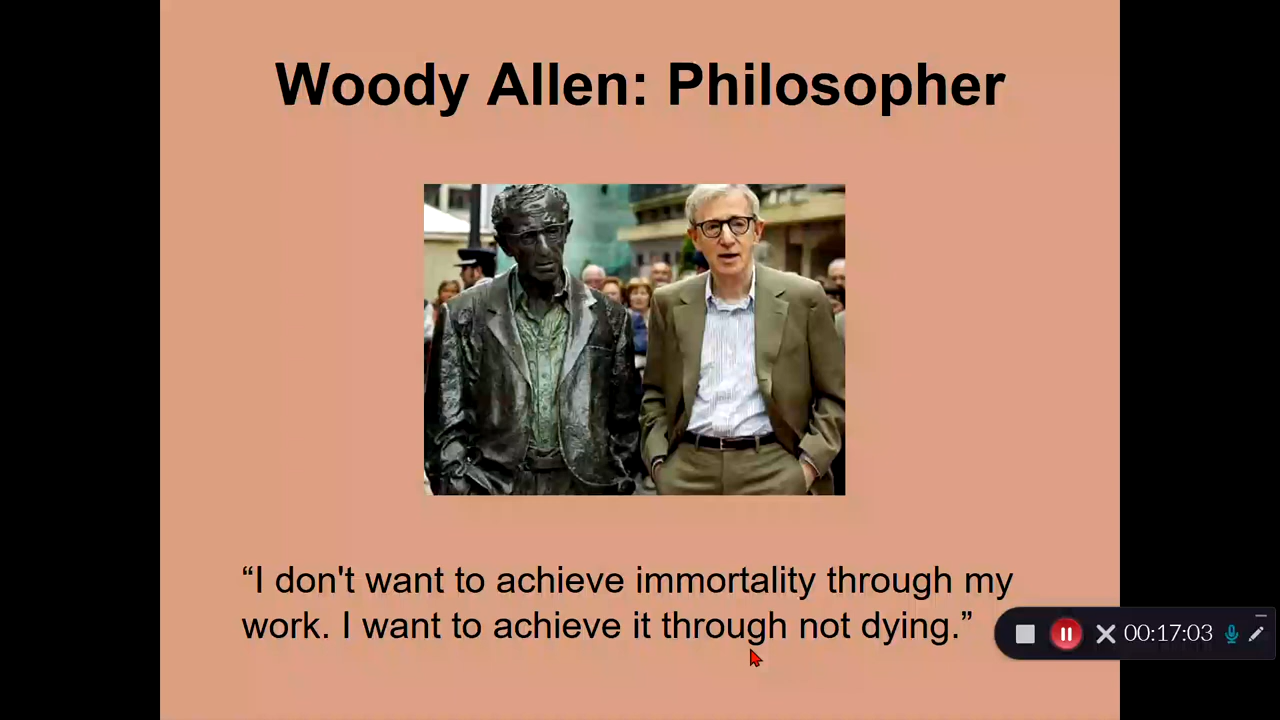 Woody Allen: Philosopher
“I don't want to achieve immortality through my
work. I want to achieve it through not dying.”
00:17:03